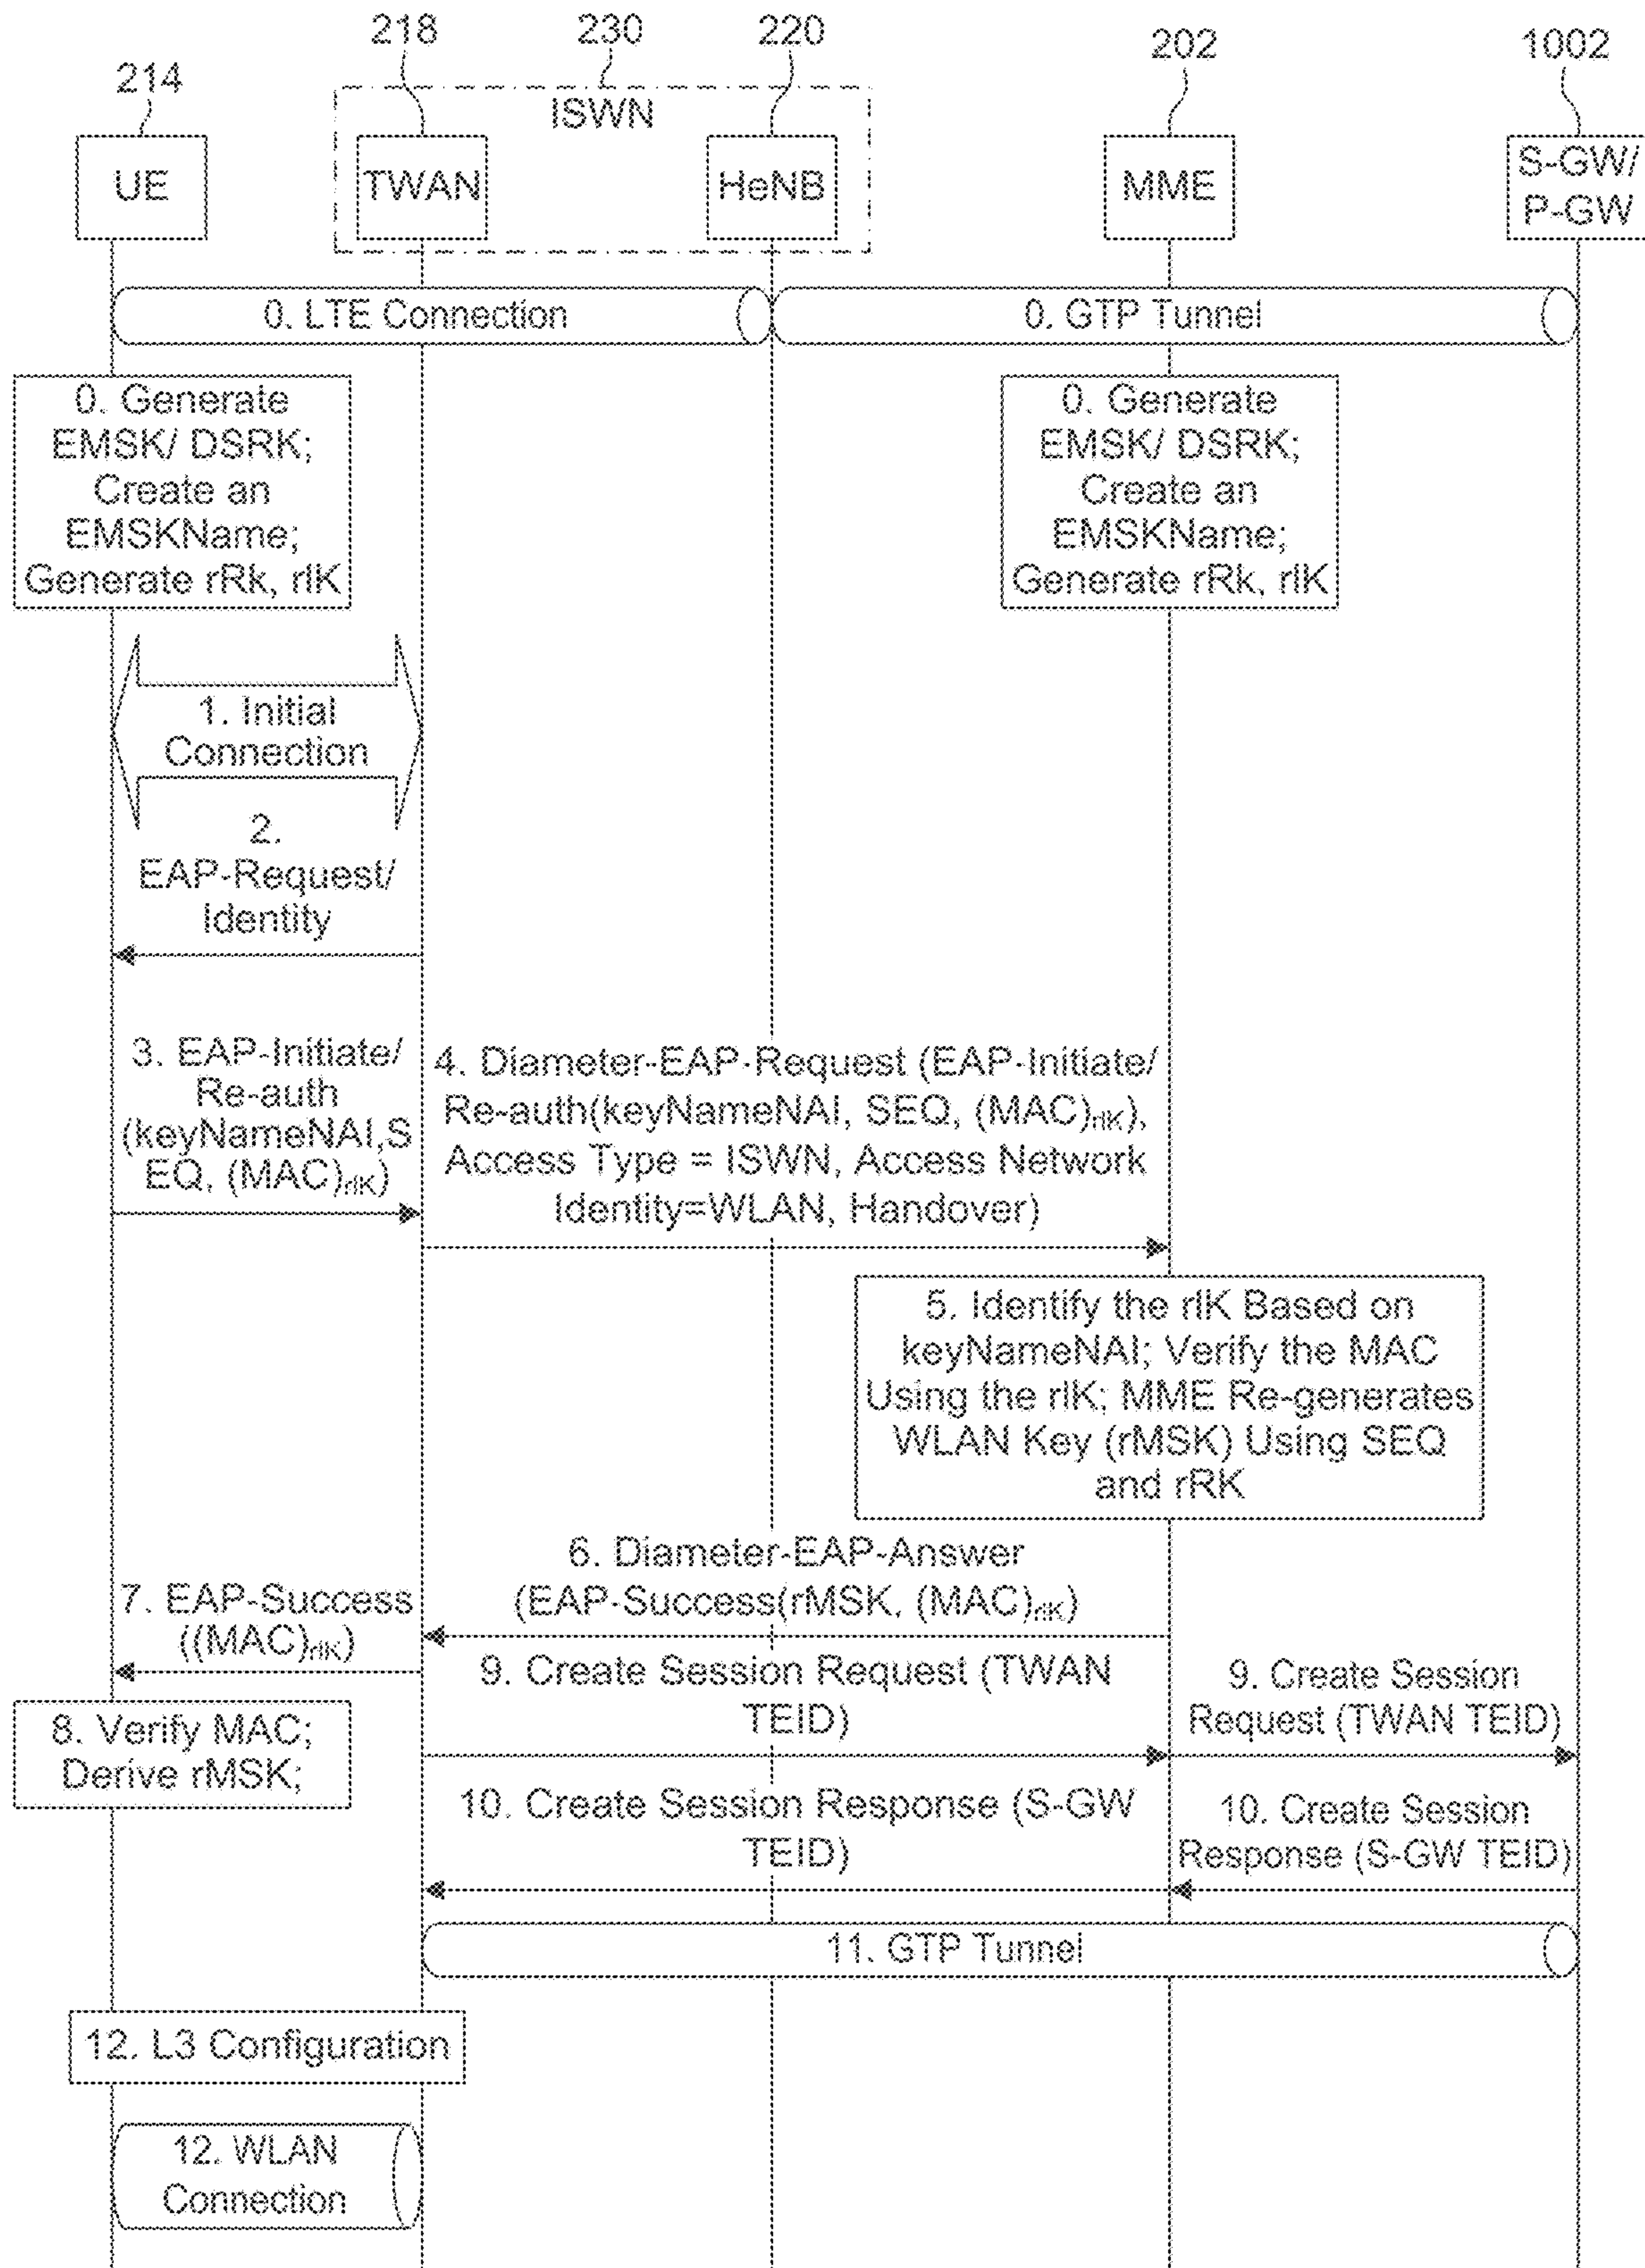 218
230
220
202
1002
214
ISWN
UE
TWAN
HeNB
MME
S-GW/
P-GW
0. LTE Connection
0. GTP Tunnel
0. Generate
EMSK/ DSRK;
Create an
EMSKName;
Generate rRk, rIK
0. Generate
EMSK/ DSRK;
Create an
EMSKName;
Generate rRk, rIK
1. Initial
Connection
2.
EAP-Request/
Identity
3. EAP-Initiate/
Re-auth
(keyNameNAI,S
EQ, (MAC)rIK)
4. Diameter-EAP-Request (EAP-Initiate/
Re-auth(keyNameNAI, SEQ, (MAC)rIK),
Access Type = ISWN, Access Network
Identity=WLAN, Handover)
5. Identify the rIK Based on
keyNameNAI; Verify the MAC
Using the rIK; MME Re-generates
WLAN Key (rMSK) Using SEQ
and rRK
6. Diameter-EAP-Answer
(EAP-Success(rMSK, (MAC)rIK)
7. EAP-Success
((MAC)rIK)
8. Verify MAC;
Derive rMSK;
9. Create Session Request (TWAN
TEID)
9. Create Session
Request (TWAN TEID)
10. Create Session Response (S-GW
TEID)
10. Create Session
Response (S-GW TEID)
11. GTP Tunnel
12. L3 Configuration
12. WLAN
Connection